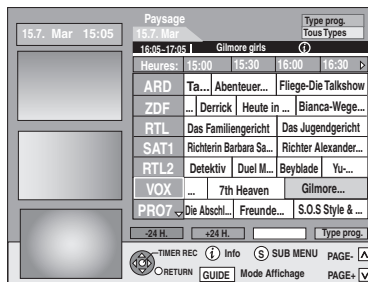 Paysage
Type prog.
15.7. Mar 15:05
15.7. Mar
Tous Types
16:05-17:05 Gilmore girls i
Heures: 15:00 15:30 16:00 16:30
ARD Ta... Abenteuer... Fliege-Die Talkshow
ZDF ... Derrick Heute in ... Bianca-Wege...
RTL Das Familiengericht Das Jugendgericht
SAT1 Richterin Barbara Sa... Richter Alexander...
RTL2 Detektiv Duel M... Beyblade Yu-...
VOX ... 7th Heaven Gilmore...
PRO7 Die Abschl... Freunde... S.O.S Style & ...
-24 H. +24 H. Type prog.
TIMER REC i Info S SUB MENU PAGE-
RETURN GUIDE Mode Affichage PAGE+